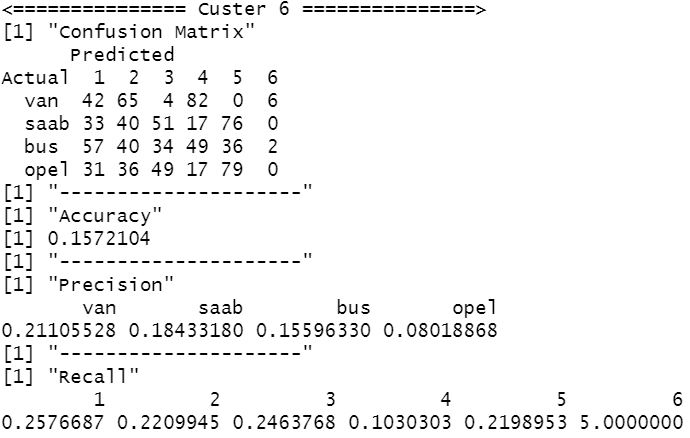 <=============== Custer 6 ===============>
[1] "Confusion Matrix"
      Predicted
Actual  1  2  3  4  5  6
  van  42 65  4 82  0  6
  saab 33 40 51 17 76  0
  bus  57 40 34 49 36  2
  opel 31 36 49 17 79  0
[1] "---------------------"
[1] "Accuracy"
[1] 0.1572104
[1] "---------------------"
[1] "Precision"
       van       saab        bus       opel
0.21105528 0.18433180 0.15596330 0.08018868
[1] "---------------------"
[1] "Recall"
        1         2         3         4         5         6
0.2576687 0.2209945 0.2463768 0.1030303 0.2198953 5.0000000